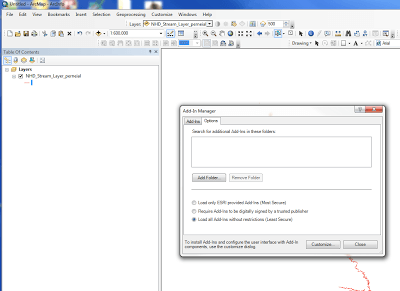 Untitled - ArcMap - ArcInfo
File Edit View Bookmarks Insert Selection Geoprocessing Customize Windows Help
Layer: NHD_Stream_Layer_perneial
500
1:600,000
Drawing
Arial
Table Of Contents
Layers
NHD_Stream_Layer_perneial
Add-In Manager
Add-Ins Options
Search for additional Add-Ins in these folders:
Add Folder... Remove Folder
Load only ESRI provided Add-Ins (Most Secure)
Require Add-Ins to be digitally signed by a trusted publisher
Load all Add-Ins without restrictions (Least Secure)
To install Add-Ins and configure the user interface with Add-In
components, use the customize dialog.
Customize... Close